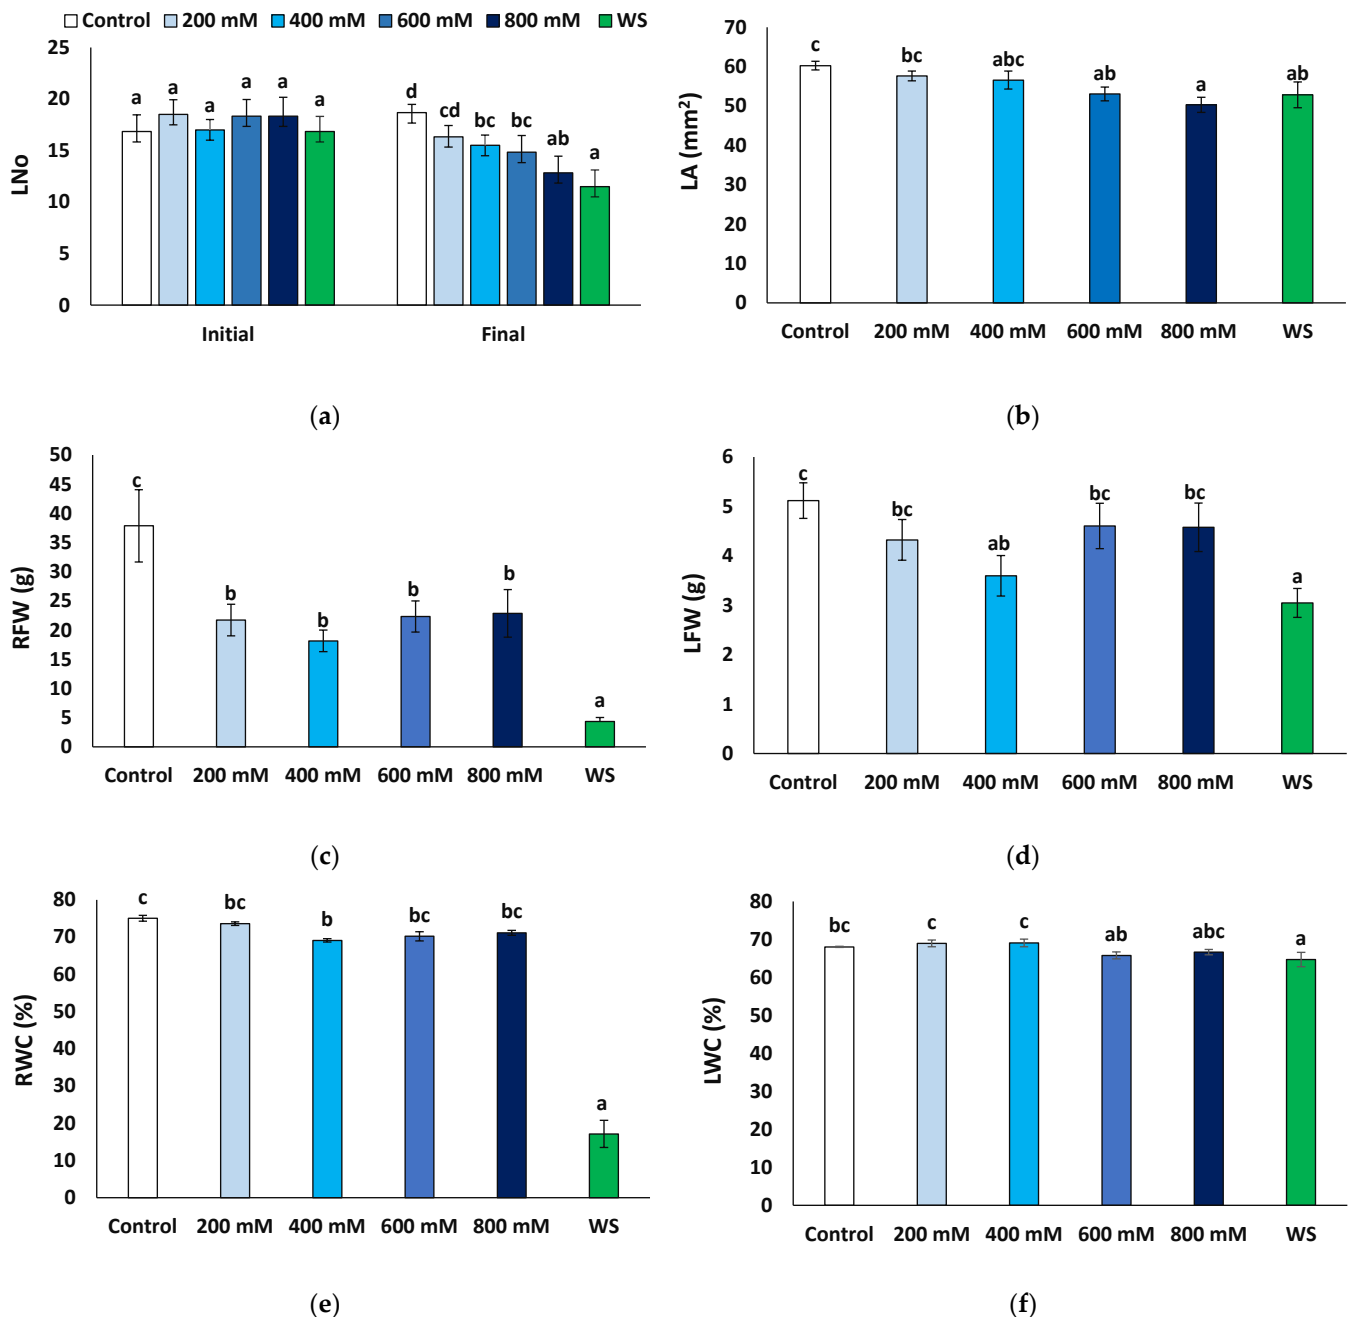 Control 200 mM 400 mM 600 mM 800 mM WS
25
20
15
10
5
0
LNo
a a a a a a d cd bc bc ab a
Initial Final
(a)
70
60
50
40
30
20
10
0
LA (mm²)
c bc abc ab a ab
Control 200 mM 400 mM 600 mM 800 mM WS
(b)
50
45
40
35
30
25
20
15
10
5
0
RFW (g)
c b b b b a
Control 200 mM 400 mM 600 mM 800 mM WS
(c)
6
5
4
3
2
1
0
LFW (g)
c bc ab bc bc a
Control 200 mM 400 mM 600 mM 800 mM WS
(d)
80
70
60
50
40
30
20
10
0
RWC (%)
c bc b bc bc a
Control 200 mM 400 mM 600 mM 800 mM WS
(e)
80
70
60
50
40
30
20
10
0
LWC (%)
bc c c ab abc a
Control 200 mM 400 mM 600 mM 800 mM WS
(f)